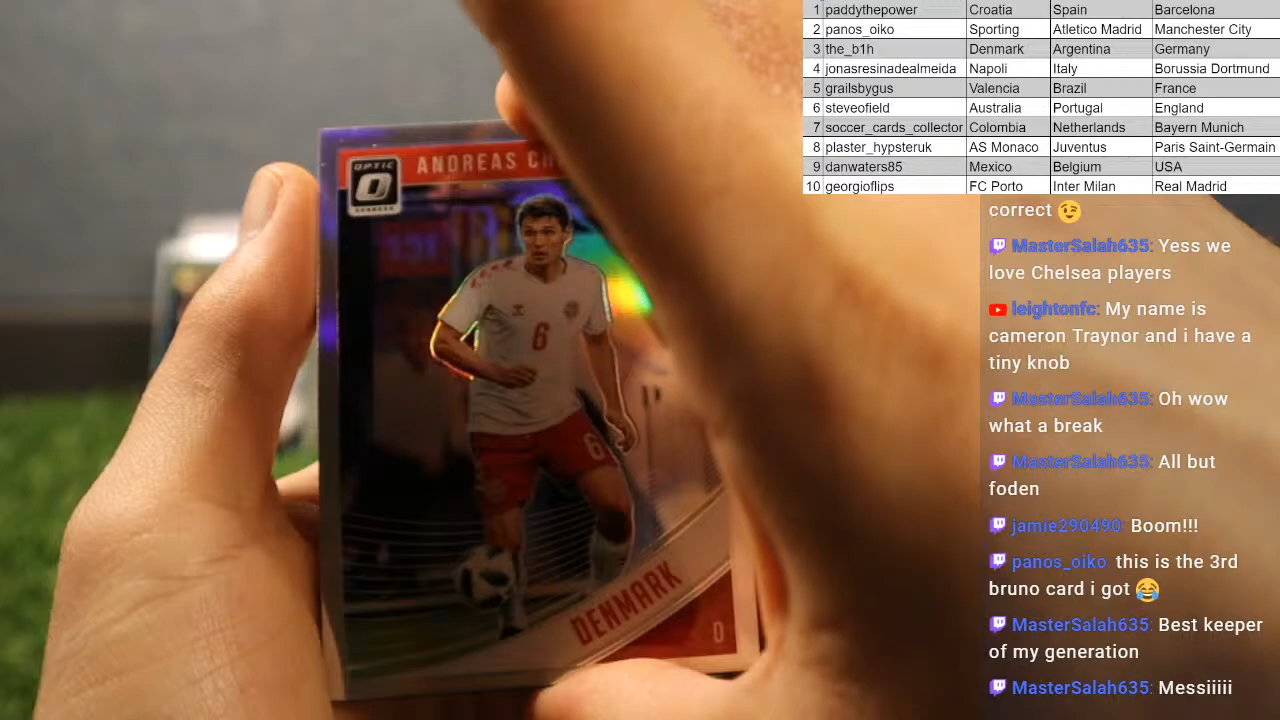 1 paddythepower Croatia Spain Barcelona
2 panos_oiko Sporting Atletico Madrid Manchester City
3 the_b1h Denmark Argentina Germany
4 jonasresinadealmeida Napoli Italy Borussia Dortmund
5 grailsbygus Valencia Brazil France
6 steveofield Australia Portugal England
7 soccer_cards_collector Colombia Netherlands Bayern Munich
8 plaster_hypsteruk AS Monaco Juventus Paris Saint-Germain
9 danwaters85 Mexico Belgium USA
10 georgioflips FC Porto Inter Milan Real Madrid
correct 😉
MasterSalah635: Yess we
love Chelsea players
leightonfc: My name is
cameron Traynor and i have a
tiny knob
MasterSalah635: Oh wow
what a break
MasterSalah635: All but
foden
jamie290490: Boom!!!
panos_oiko: this is the 3rd
bruno card i got 😂
MasterSalah635: Best keeper
of my generation
MasterSalah635: Messiiiii
OPTIC
ANDREAS
6
6
DENMARK